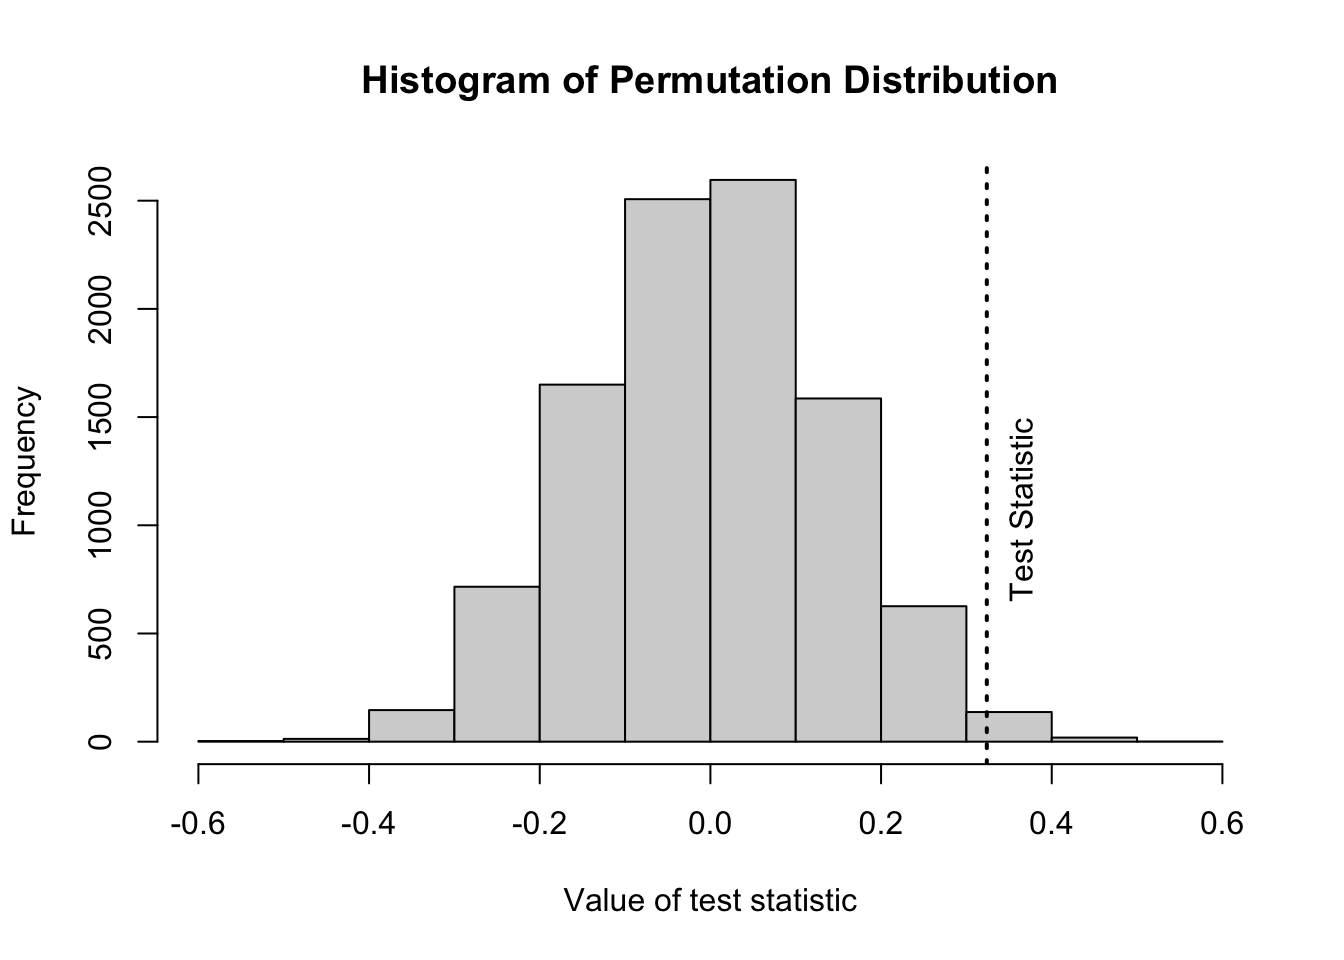 Histogram of Permutation Distribution
Frequency
2500
2000
1500
1000
500
0
Test Statistic
-0.6 -0.4 -0.2 0.0 0.2 0.4 0.6
Value of test statistic